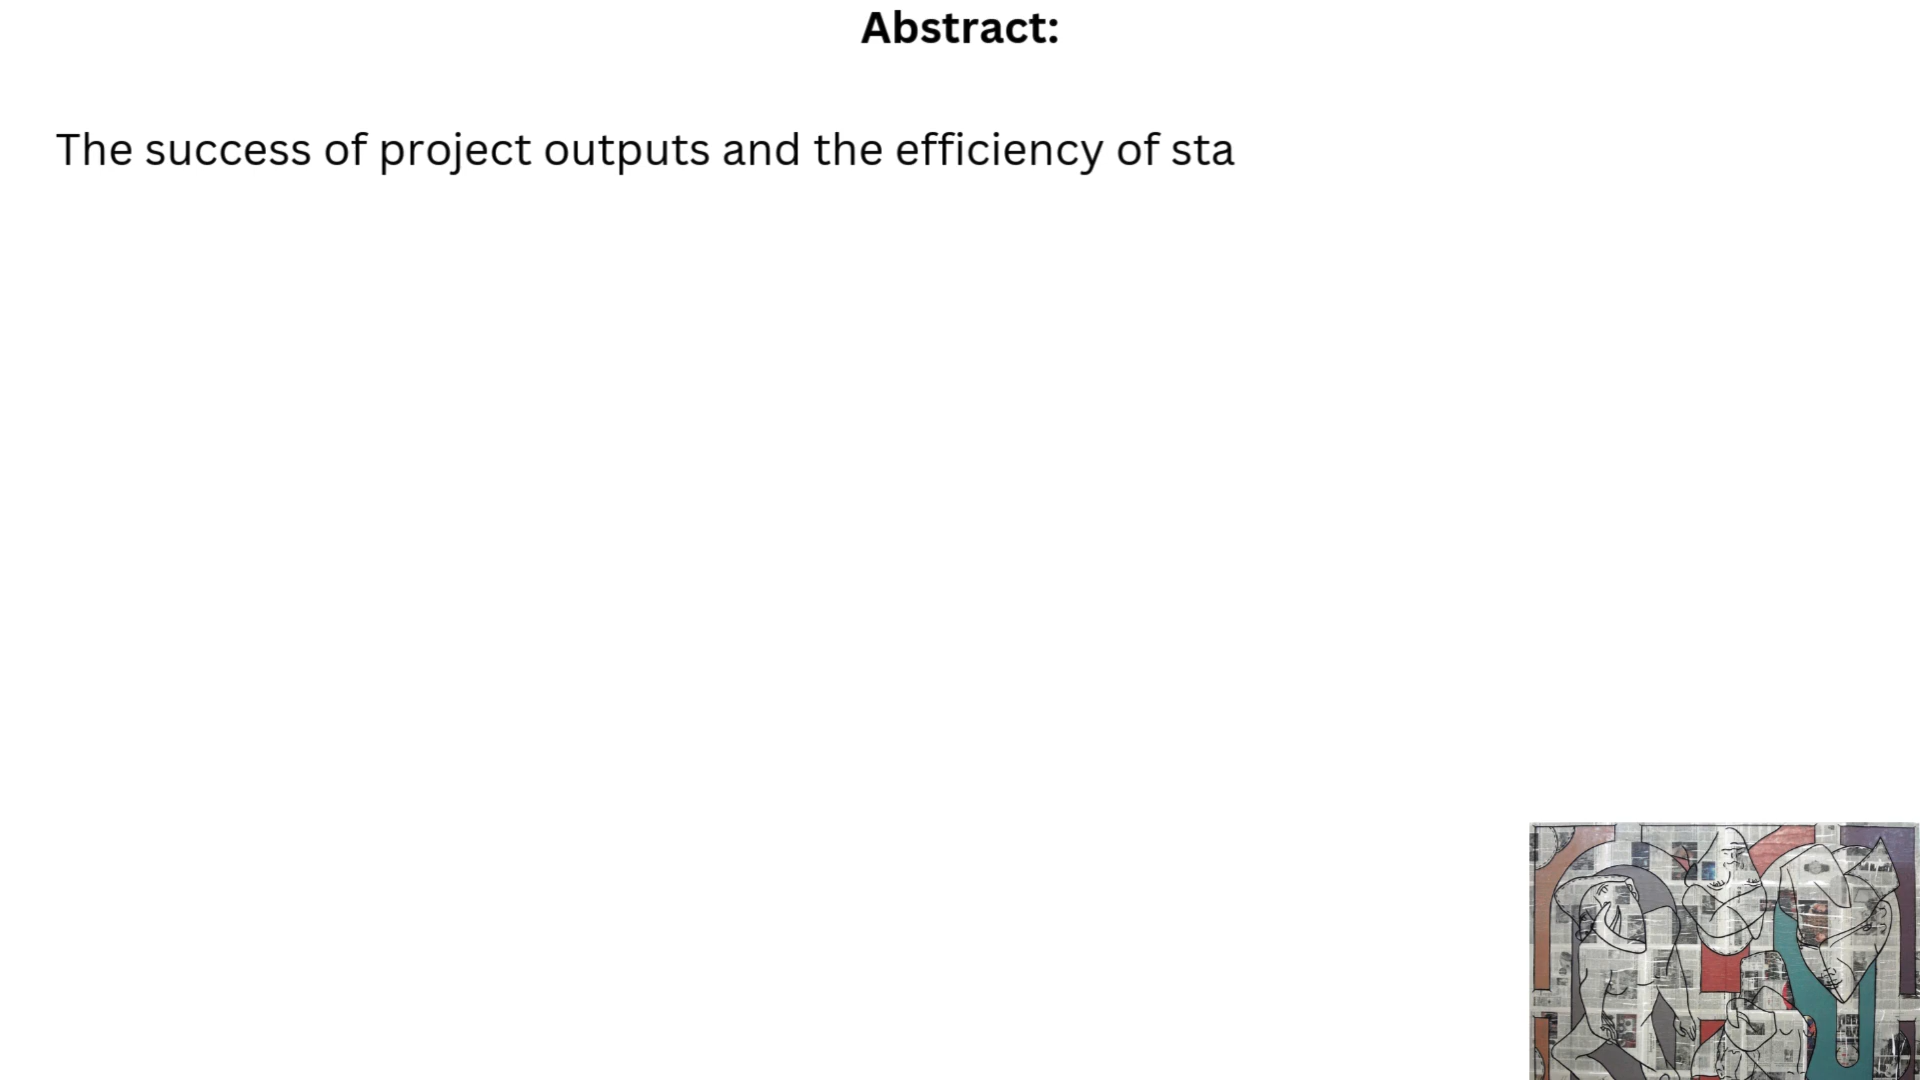 Abstract:
The success of project outputs and the efficiency of sta